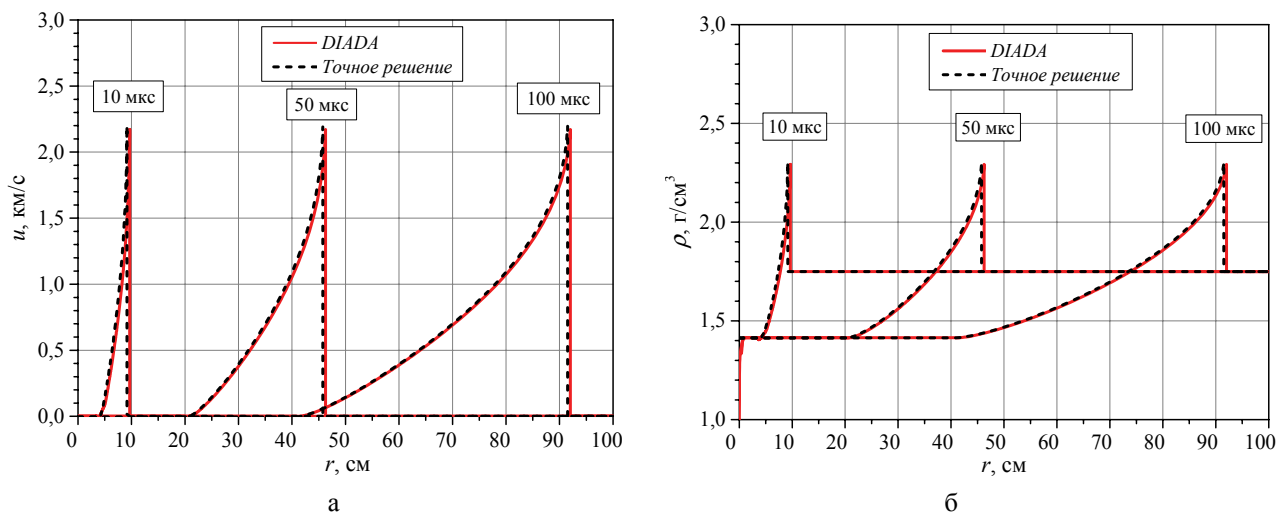 3,0
2,5
2,0
1,5
1,0
0,5
0,0
u, км/с
DIADA
Точное решение
10 мкс
50 мкс
100 мкс
0 10 20 30 40 50 60 70 80 90 100
r, см
а
3,0
2,5
2,0
1,5
1,0
ρ, г/см³
DIADA
Точное решение
10 мкс
50 мкс
100 мкс
0 10 20 30 40 50 60 70 80 90 100
r, см
б